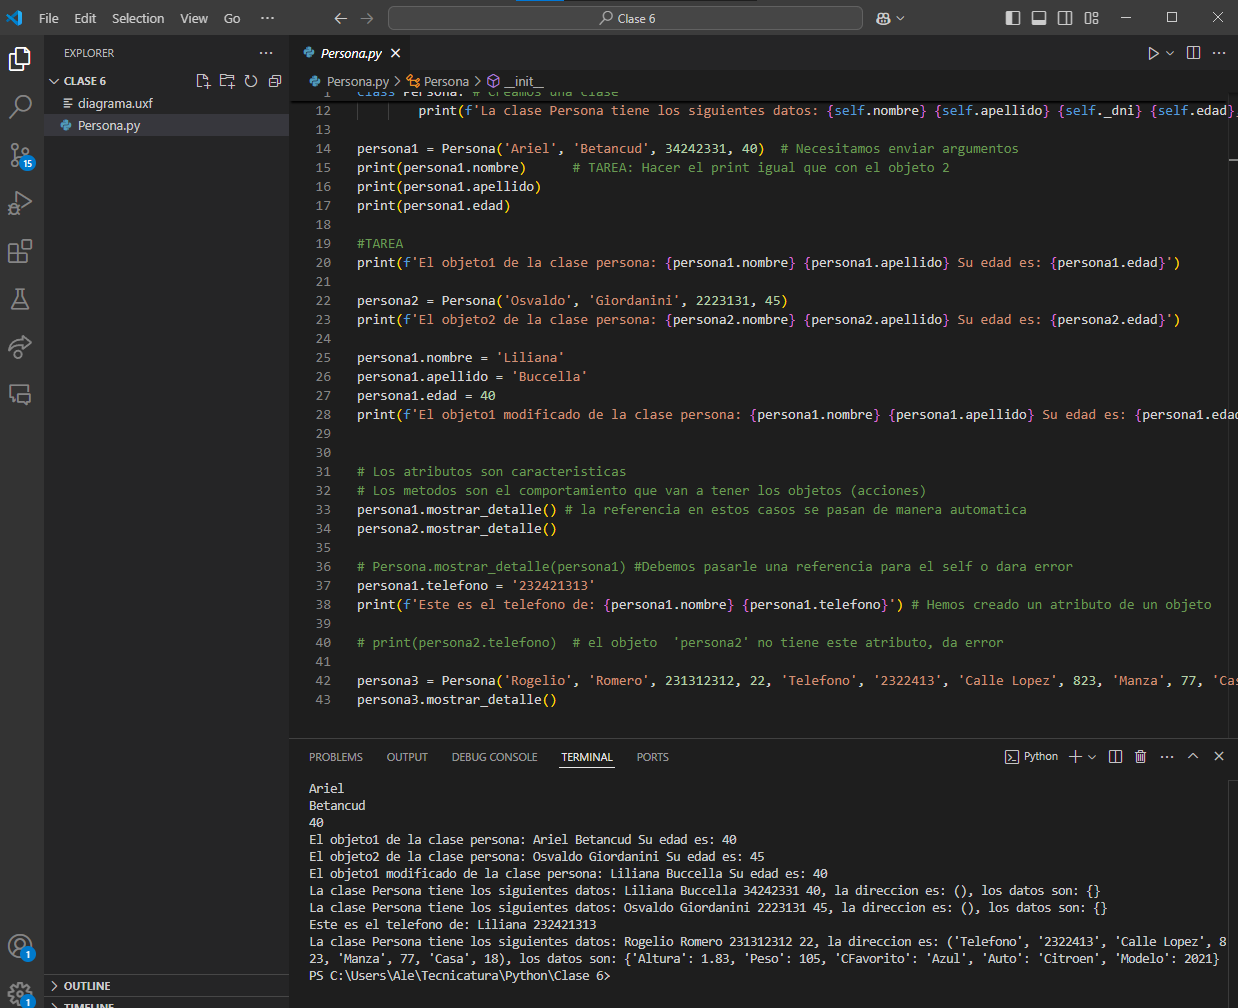 File Edit Selection View Go ··· Clase 6
EXPLORER ···
CLASE 6
diagrama.uxf
Persona.py
15
1
1
OUTLINE
TIMELINE
Persona.py
Persona.py > Persona > __init__
1 class Persona: # Creamos una clase
12 print(f'La clase Persona tiene los siguientes datos: {self.nombre} {self.apellido} {self._dni} {self.edad},
13
14 persona1 = Persona('Ariel', 'Betancud', 34242331, 40)  # Necesitamos enviar argumentos
15 print(persona1.nombre)      # TAREA: Hacer el print igual que con el objeto 2
16 print(persona1.apellido)
17 print(persona1.edad)
18
19 #TAREA
20 print(f'El objeto1 de la clase persona: {persona1.nombre} {persona1.apellido} Su edad es: {persona1.edad}')
21
22 persona2 = Persona('Osvaldo', 'Giordanini', 2223131, 45)
23 print(f'El objeto2 de la clase persona: {persona2.nombre} {persona2.apellido} Su edad es: {persona2.edad}')
24
25 persona1.nombre = 'Liliana'
26 persona1.apellido = 'Buccella'
27 persona1.edad = 40
28 print(f'El objeto1 modificado de la clase persona: {persona1.nombre} {persona1.apellido} Su edad es: {persona1.edad
29
30
31 # Los atributos son caracteristicas
32 # Los metodos son el comportamiento que van a tener los objetos (acciones)
33 persona1.mostrar_detalle() # la referencia en estos casos se pasan de manera automatica
34 persona2.mostrar_detalle()
35
36 # Persona.mostrar_detalle(persona1) #Debemos pasarle una referencia para el self o dara error
37 persona1.telefono = '232421313'
38 print(f'Este es el telefono de: {persona1.nombre} {persona1.telefono}') # Hemos creado un atributo de un objeto
39
40 # print(persona2.telefono)  # el objeto  'persona2' no tiene este atributo, da error
41
42 persona3 = Persona('Rogelio', 'Romero', 231312312, 22, 'Telefono', '2322413', 'Calle Lopez', 823, 'Manza', 77, 'Cas
43 persona3.mostrar_detalle()
PROBLEMS OUTPUT DEBUG CONSOLE TERMINAL PORTS Python
Ariel
Betancud
40
El objeto1 de la clase persona: Ariel Betancud Su edad es: 40
El objeto2 de la clase persona: Osvaldo Giordanini Su edad es: 45
El objeto1 modificado de la clase persona: Liliana Buccella Su edad es: 40
La clase Persona tiene los siguientes datos: Liliana Buccella 34242331 40, la direccion es: (), los datos son: {}
La clase Persona tiene los siguientes datos: Osvaldo Giordanini 2223131 45, la direccion es: (), los datos son: {}
Este es el telefono de: Liliana 232421313
La clase Persona tiene los siguientes datos: Rogelio Romero 231312312 22, la direccion es: ('Telefono', '2322413', 'Calle Lopez', 8
23, 'Manza', 77, 'Casa', 18), los datos son: {'Altura': 1.83, 'Peso': 105, 'CFavorito': 'Azul', 'Auto': 'Citroen', 'Modelo': 2021}
PS C:\Users\Ale\Tecnicatura\Python\Clase 6>